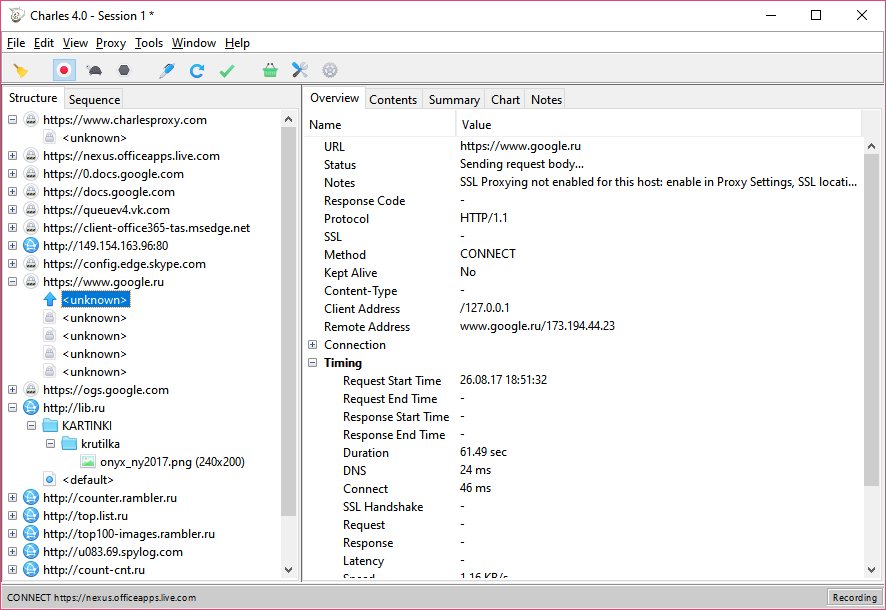 Charles 4.0 - Session 1 *
File Edit View Proxy Tools Window Help
Structure Sequence
https://www.charlesproxy.com
<unknown>
https://nexus.officeapps.live.com
https://0.docs.google.com
https://docs.google.com
https://queuev4.vk.com
https://client-office365-tas.msedge.net
http://149.154.163.96:80
https://config.edge.skype.com
https://www.google.ru
<unknown>
<unknown>
<unknown>
<unknown>
<unknown>
https://ogs.google.com
http://lib.ru
KARTINKI
krutilka
onyx_ny2017.png (240x200)
<default>
http://counter.rambler.ru
http://top.list.ru
http://top100-images.rambler.ru
http://u083.69.spylog.com
http://count-cnt.ru
Overview Contents Summary Chart Notes
Name Value
URL https://www.google.ru
Status Sending request body...
Notes SSL Proxying not enabled for this host: enable in Proxy Settings, SSL locati...
Response Code -
Protocol HTTP/1.1
SSL -
Method CONNECT
Kept Alive No
Content-Type -
Client Address /127.0.0.1
Remote Address www.google.ru/173.194.44.23
Connection
Timing
Request Start Time 26.08.17 18:51:32
Request End Time -
Response Start Time -
Response End Time -
Duration 61.49 sec
DNS 24 ms
Connect 46 ms
SSL Handshake -
Request -
Response -
Latency -
Speed 1.16 KB/s
CONNECT https://nexus.officeapps.live.com
Recording